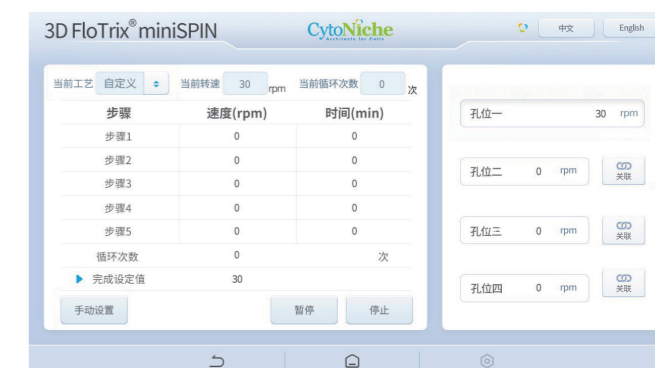 3D FloTrix® miniSPIN
CytoNiche
Architects for Cells
中文
English
当前工艺 自定义 当前转速 30 rpm 当前循环次数 0 次
步骤 速度(rpm) 时间(min)
步骤1 0 0
步骤2 0 0
步骤3 0 0
步骤4 0 0
步骤5 0 0
循环次数 0 次
完成设定值 30
手动设置 暂停 停止
孔位一 30 rpm
孔位二 0 rpm 关联
孔位三 0 rpm 关联
孔位四 0 rpm 关联